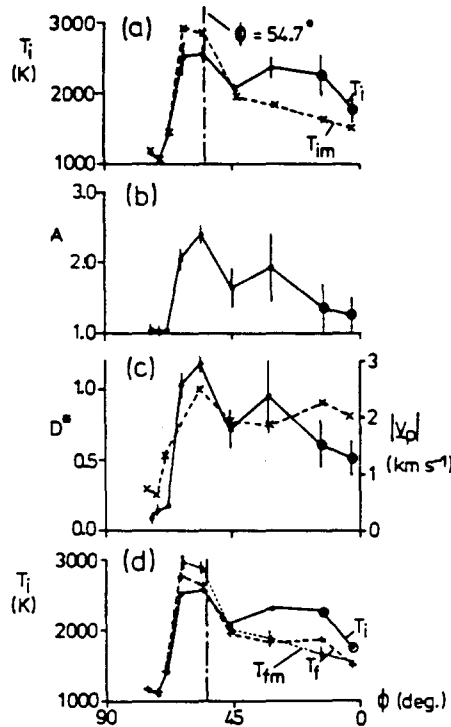 (a)
ϕ = 54.7°
T_i
(K)
3000
2000
1000
T_i
T_im
(b)
A
3.0
2.0
1.0
(c)
D*
1.0
0.5
0.0
3
2
1
0
|V_p|
(km s⁻¹)
(d)
T_i
(K)
3000
2000
1000
T_i
T_fm
T_f
90
45
0
ϕ (deg.)